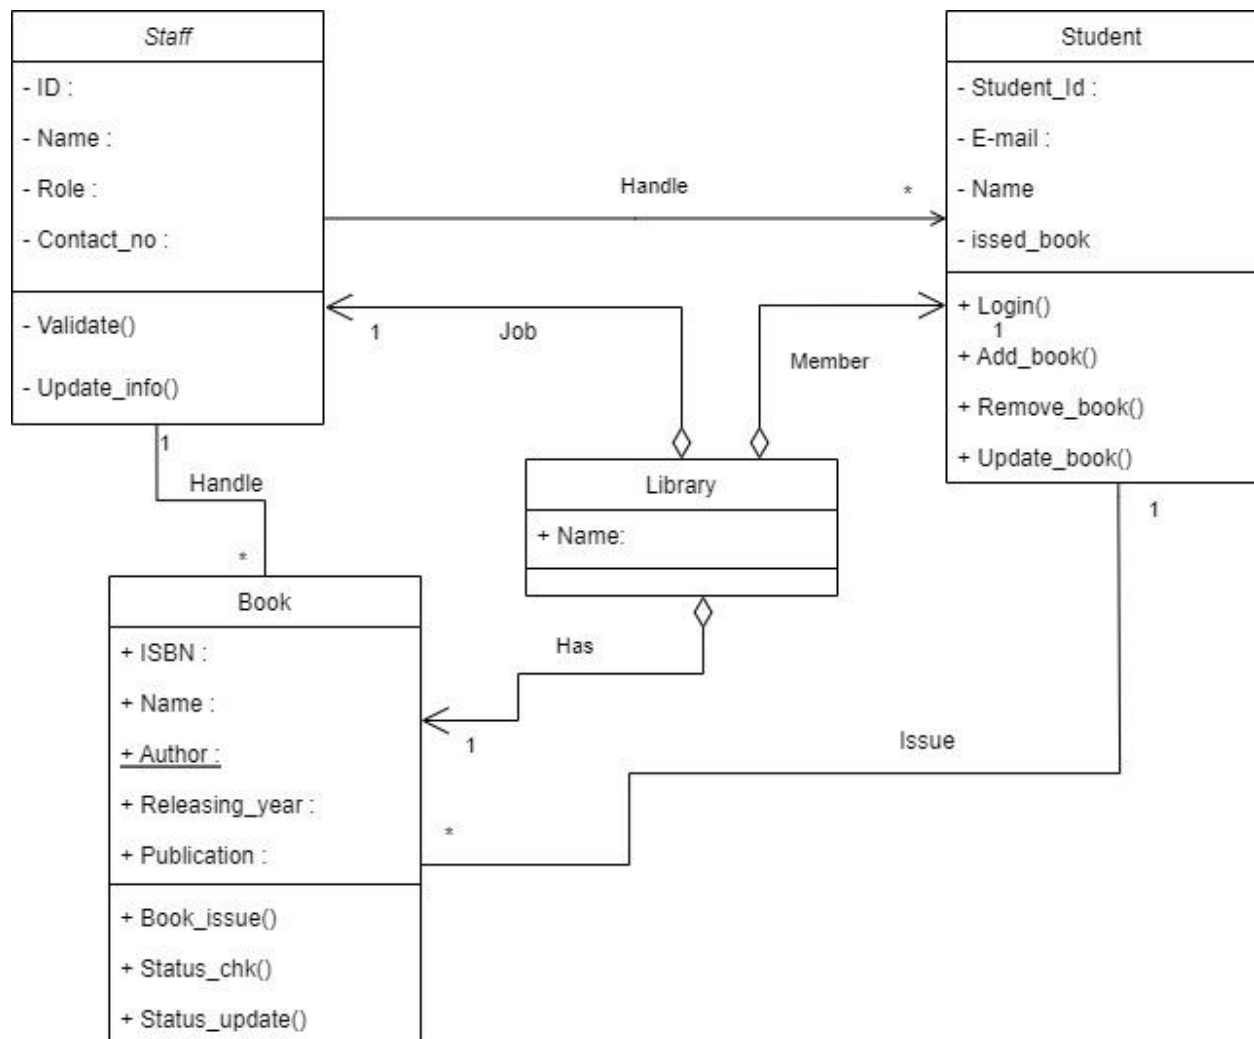 Staff
- ID :
- Name :
- Role :
- Contact_no :
- Validate()
- Update_info()
Handle
*
Student
- Student_Id :
- E-mail :
- Name
- issed_book
+ Login()
1
+ Add_book()
+ Remove_book()
+ Update_book()
1
Job
Member
1
Handle
*
Library
+ Name:
1
Book
+ ISBN :
+ Name :
+ Author :
+ Releasing_year :
+ Publication :
+ Book_issue()
+ Status_chk()
+ Status_update()
Has
1
Issue
*
1